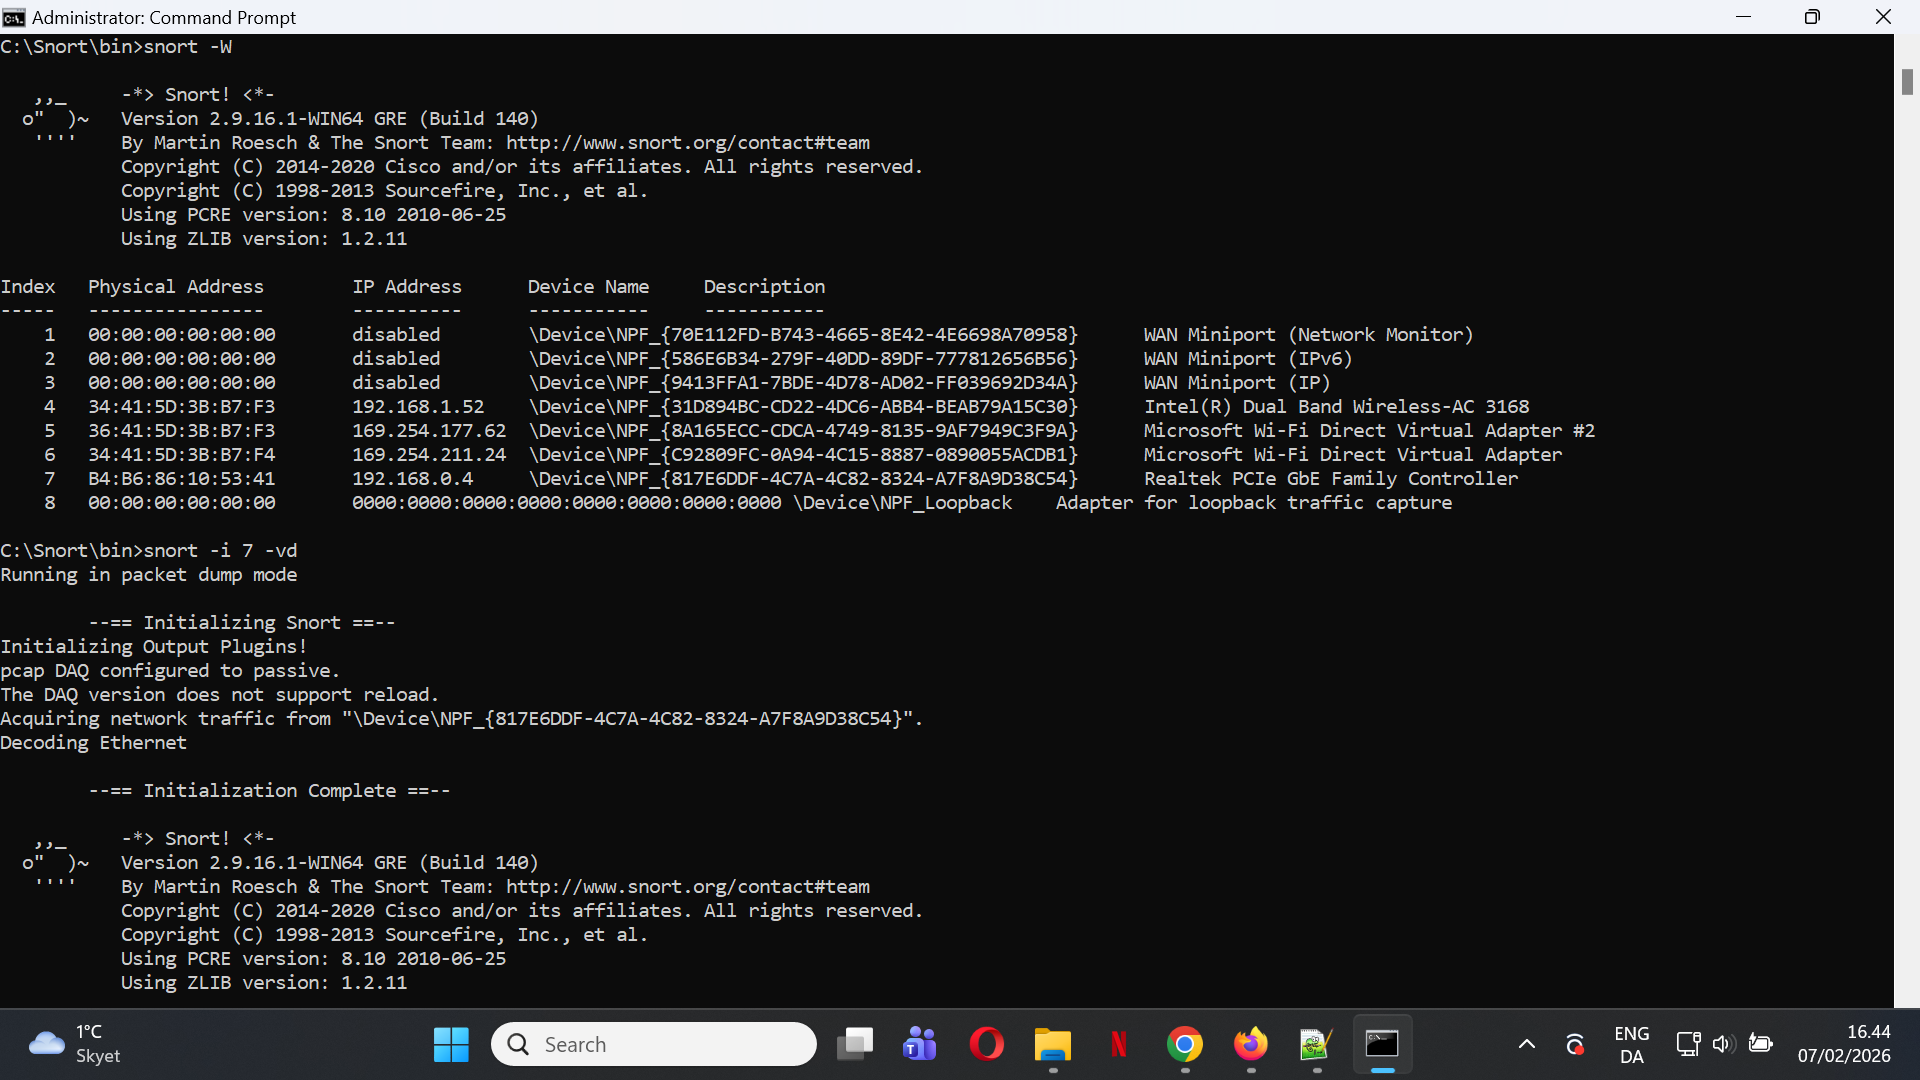 Administrator: Command Prompt
C:\Snort\bin>snort -W
   ,,_     -*> Snort! <*-
  o"  )~   Version 2.9.16.1-WIN64 GRE (Build 140)
   ''''    By Martin Roesch & The Snort Team: http://www.snort.org/contact#team
           Copyright (C) 2014-2020 Cisco and/or its affiliates. All rights reserved.
           Copyright (C) 1998-2013 Sourcefire, Inc., et al.
           Using PCRE version: 8.10 2010-06-25
           Using ZLIB version: 1.2.11
Index   Physical Address        IP Address      Device Name     Description
-----   ----------------        ----------      -----------     -----------
    1   00:00:00:00:00:00       disabled        \Device\NPF_{70E112FD-B743-4665-8E42-4E6698A70958}      WAN Miniport (Network Monitor)
    2   00:00:00:00:00:00       disabled        \Device\NPF_{586E6B34-279F-40DD-89DF-777812656B56}      WAN Miniport (IPv6)
    3   00:00:00:00:00:00       disabled        \Device\NPF_{9413FFA1-7BDE-4D78-AD02-FF039692D34A}      WAN Miniport (IP)
    4   34:41:5D:3B:B7:F3       192.168.1.52    \Device\NPF_{31D894BC-CD22-4DC6-ABB4-BEAB79A15C30}      Intel(R) Dual Band Wireless-AC 3168
    5   36:41:5D:3B:B7:F3       169.254.177.62  \Device\NPF_{8A165ECC-CDCA-4749-8135-9AF7949C3F9A}      Microsoft Wi-Fi Direct Virtual Adapter #2
    6   34:41:5D:3B:B7:F4       169.254.211.24  \Device\NPF_{C92809FC-0A94-4C15-8887-0890055ACDB1}      Microsoft Wi-Fi Direct Virtual Adapter
    7   B4:B6:86:10:53:41       192.168.0.4     \Device\NPF_{817E6DDF-4C7A-4C82-8324-A7F8A9D38C54}      Realtek PCIe GbE Family Controller
    8   00:00:00:00:00:00       0000:0000:0000:0000:0000:0000:0000:0000 \Device\NPF_Loopback    Adapter for loopback traffic capture
C:\Snort\bin>snort -i 7 -vd
Running in packet dump mode
        --== Initializing Snort ==--
Initializing Output Plugins!
pcap DAQ configured to passive.
The DAQ version does not support reload.
Acquiring network traffic from "\Device\NPF_{817E6DDF-4C7A-4C82-8324-A7F8A9D38C54}".
Decoding Ethernet
        --== Initialization Complete ==--
   ,,_     -*> Snort! <*-
  o"  )~   Version 2.9.16.1-WIN64 GRE (Build 140)
   ''''    By Martin Roesch & The Snort Team: http://www.snort.org/contact#team
           Copyright (C) 2014-2020 Cisco and/or its affiliates. All rights reserved.
           Copyright (C) 1998-2013 Sourcefire, Inc., et al.
           Using PCRE version: 8.10 2010-06-25
           Using ZLIB version: 1.2.11
1°C
Skyet
Search
ENG
DA
16.44
07/02/2026